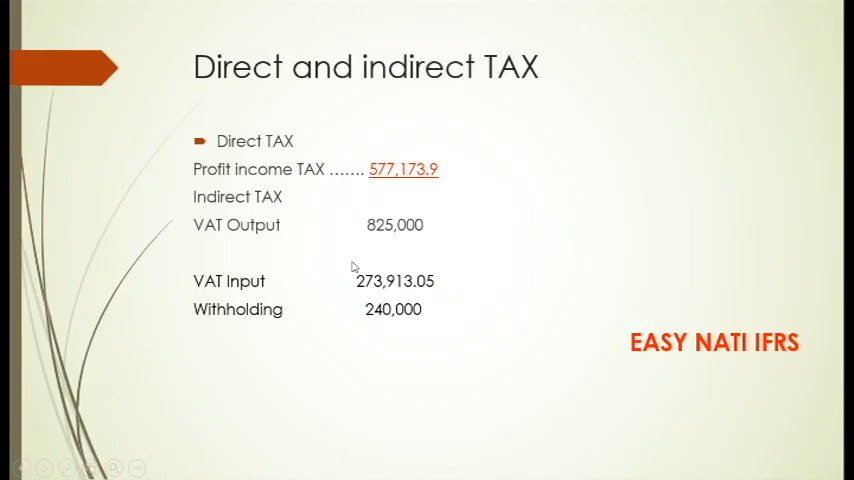 Direct and indirect TAX
Direct TAX
Profit income TAX ....... 577,173.9
Indirect TAX
VAT Output 825,000
VAT Input 273,913.05
Withholding 240,000
EASY NATI IFRS